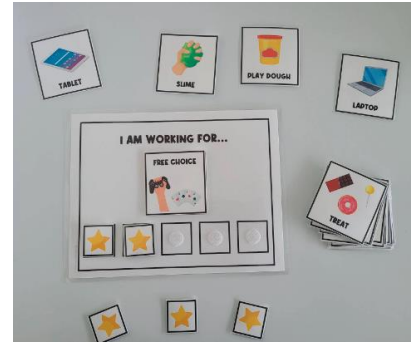 TABLET
SLIME
PLAY DOUGH
LAPTOP
I AM WORKING FOR...
FREE CHOICE
TREAT